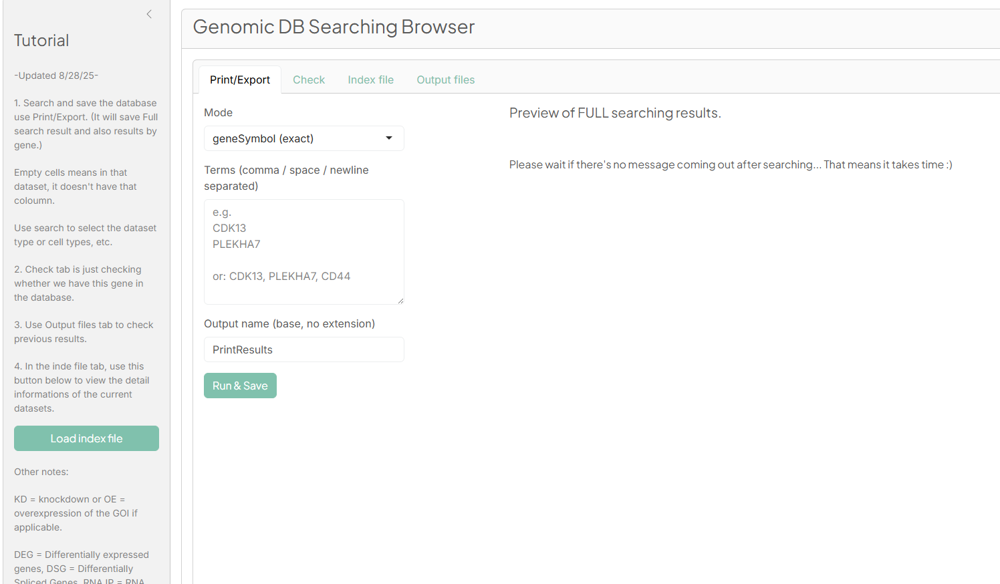 Tutorial
-Updated 8/28/25-
1. Search and save the database
use Print/Export. (It will save Full
search result and also results by
gene.)
Empty cells means in that
dataset, it doesn't have that
coloumn.
Use search to select the dataset
type or cell types, etc.
2. Check tab is just checking
whether we have this gene in
the database.
3. Use Output files tab to check
previous results.
4. In the inde file tab, use this
button below to view the detail
informations of the current
datasets.
Load index file
Other notes:
KD = knockdown or OE =
overexpression of the GOI if
applicable.
DEG = Differentially expressed
genes, DSG = Differentially
Spliced Genes, RNA IP = RNA
Genomic DB Searching Browser
Print/Export Check Index file Output files
Mode
geneSymbol (exact)
Terms (comma / space / newline
separated)
e.g.
CDK13
PLEKHA7
or: CDK13, PLEKHA7, CD44
Output name (base, no extension)
PrintResults
Run & Save
Preview of FULL searching results.
Please wait if there's no message coming out after searching... That means it takes time :)